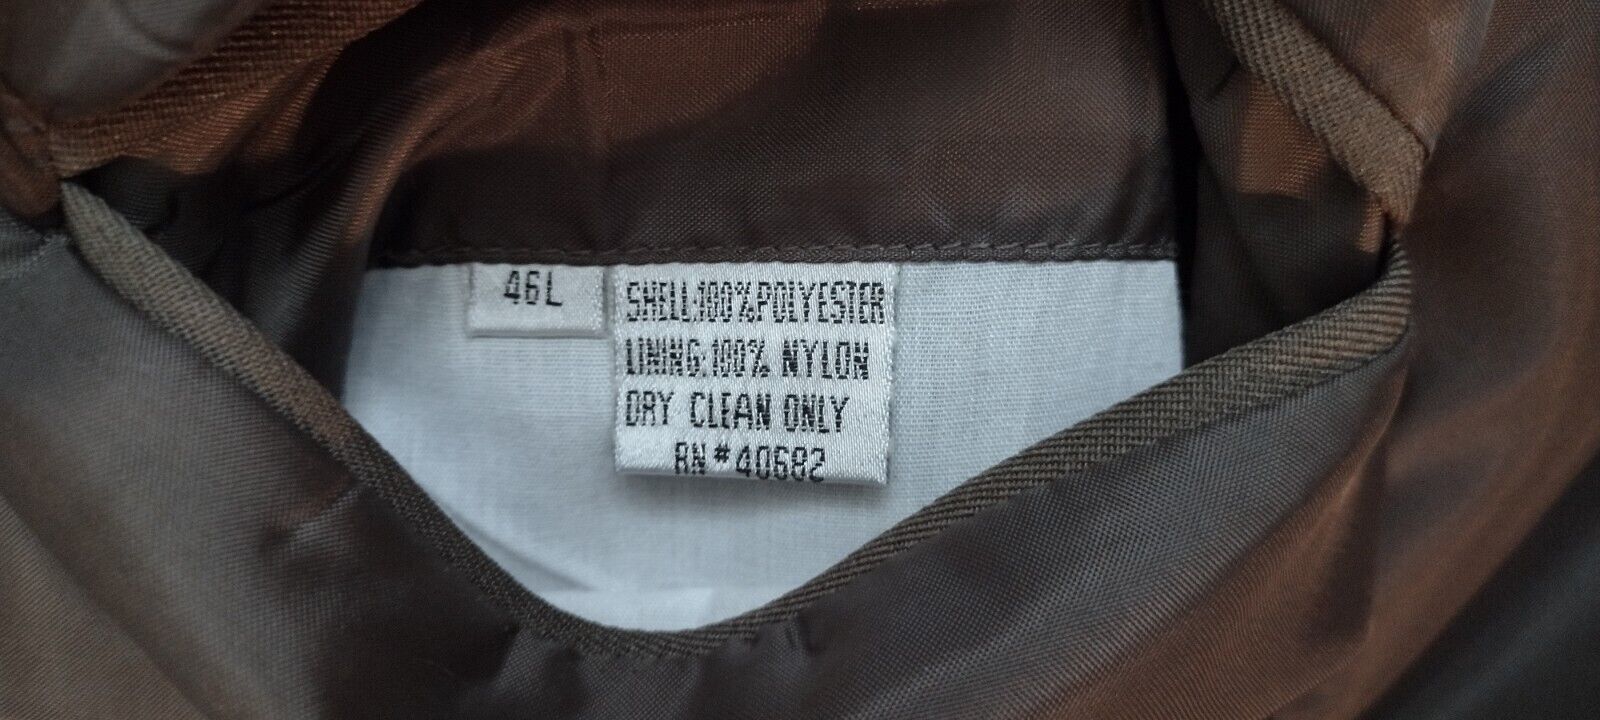 46L
SHELL:100%POLYESTER
LINING:100% NYLON
DRY CLEAN ONLY
RN#40682